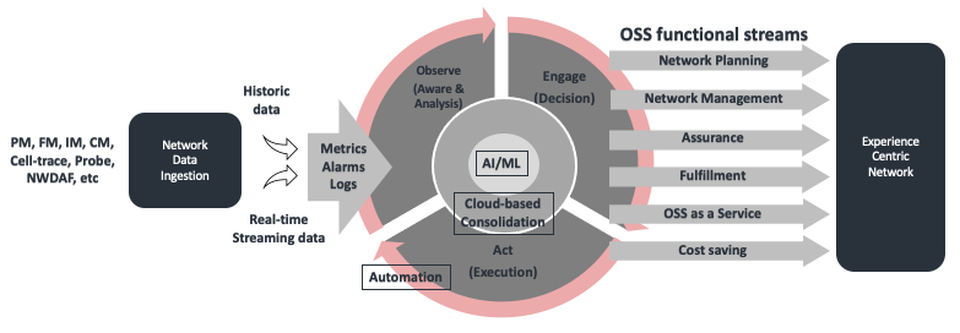 PM, FM, IM, CM,
Cell-trace, Probe,
NWDAF, etc
Network
Data
Ingestion
Historic
data
Real-time
Streaming data
Metrics
Alarms
Logs
Observe
(Aware &
Analysis)
Engage
(Decision)
AI/ML
Cloud-based
Consolidation
Act
(Execution)
Automation
OSS functional streams
Network Planning
Network Management
Assurance
Fulfillment
OSS as a Service
Cost saving
Experience
Centric
Network